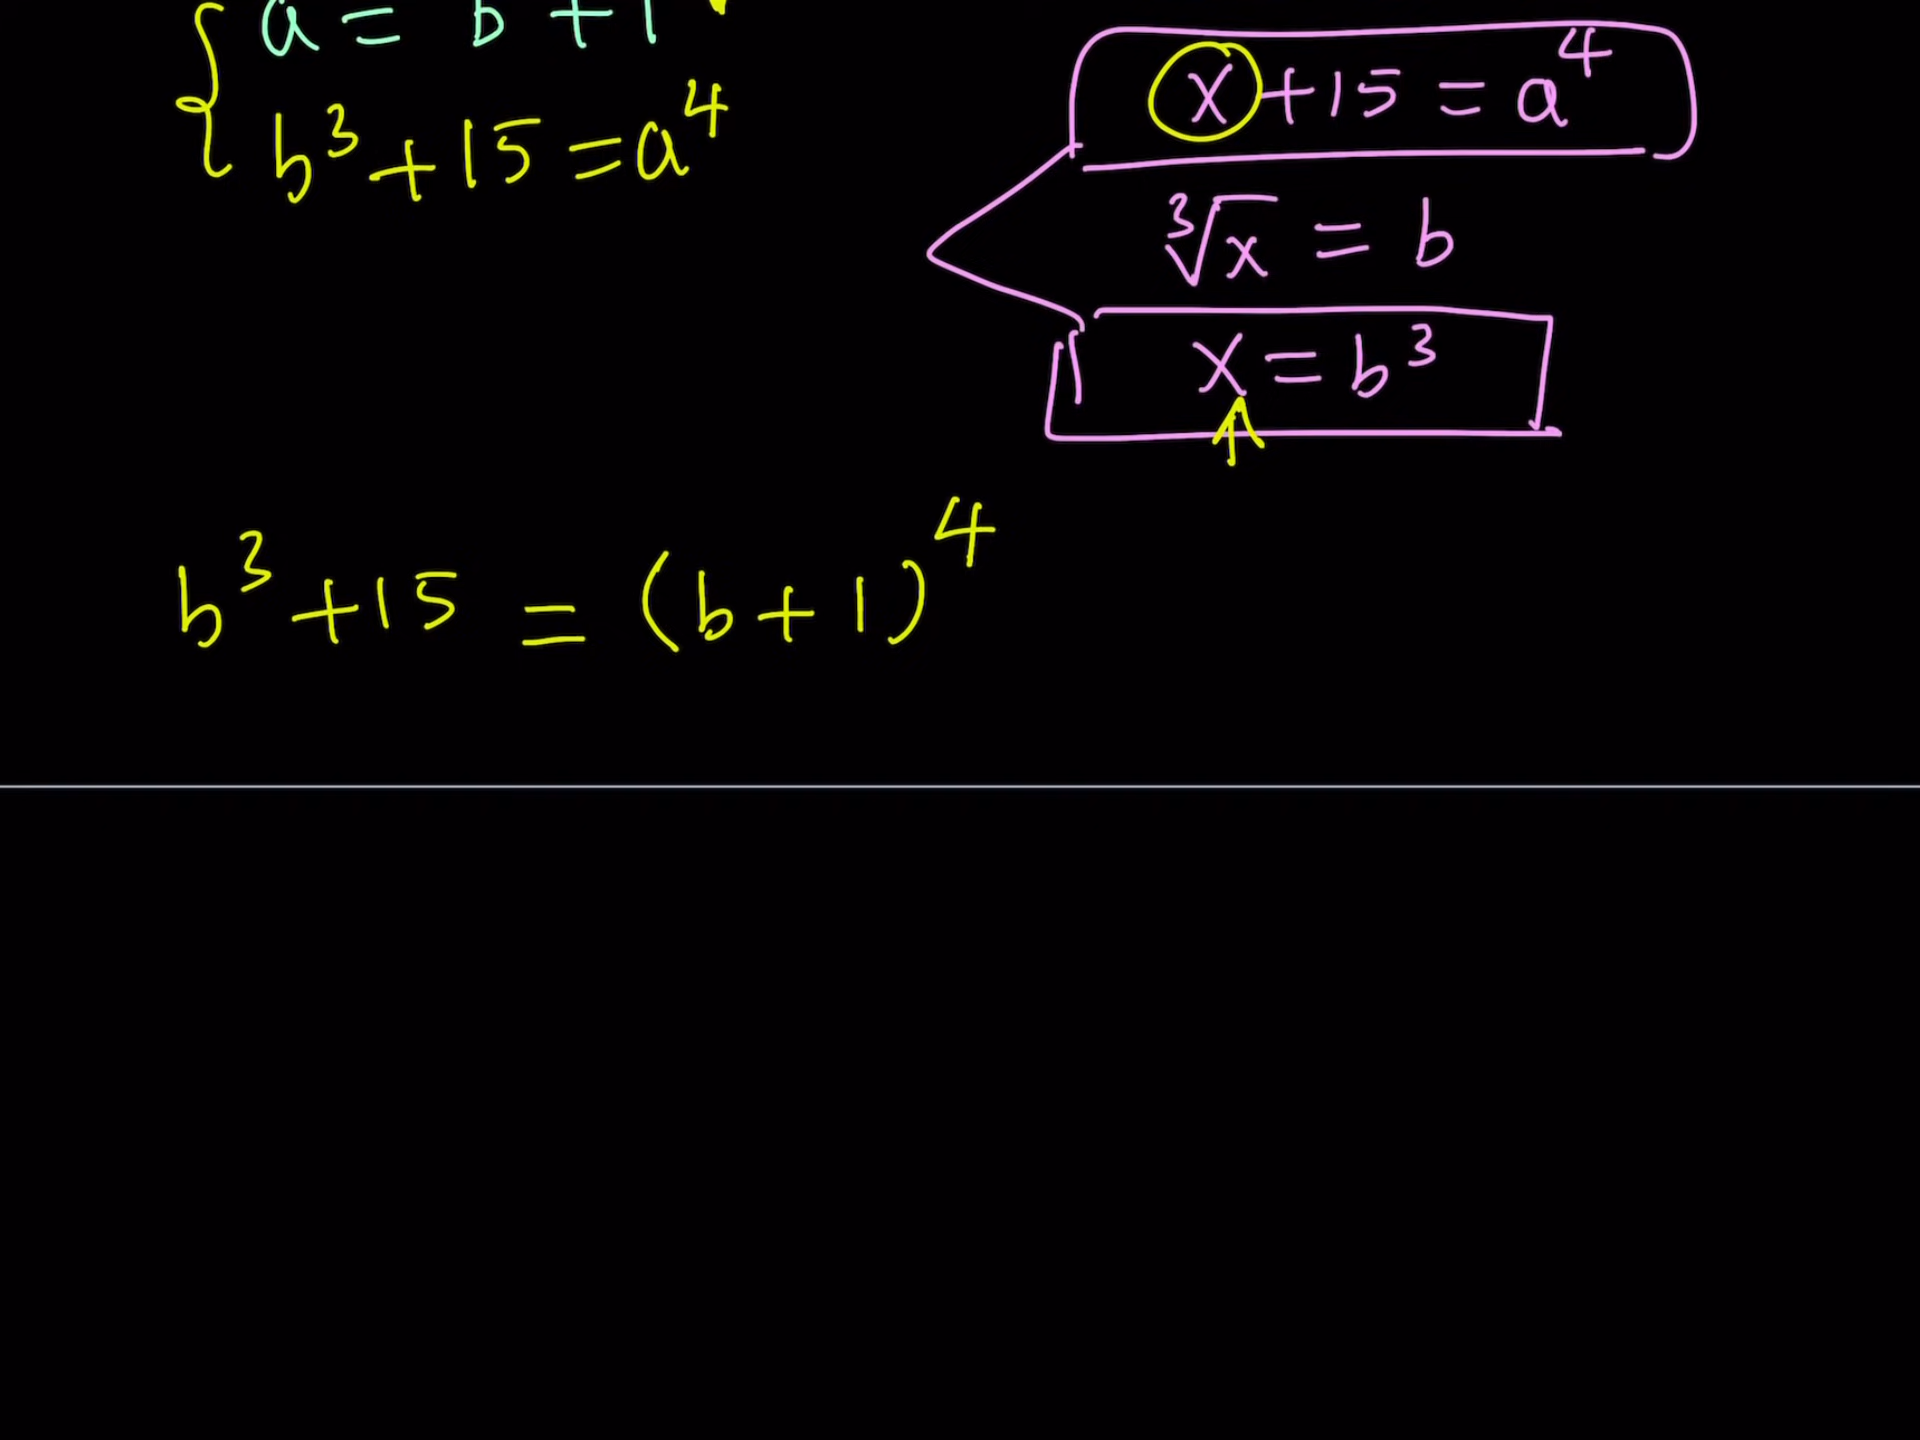 a = b + 1
b³ + 15 = a⁴
x + 15 = a⁴
∛x = b
x = b³
b³ + 15 = (b + 1)⁴